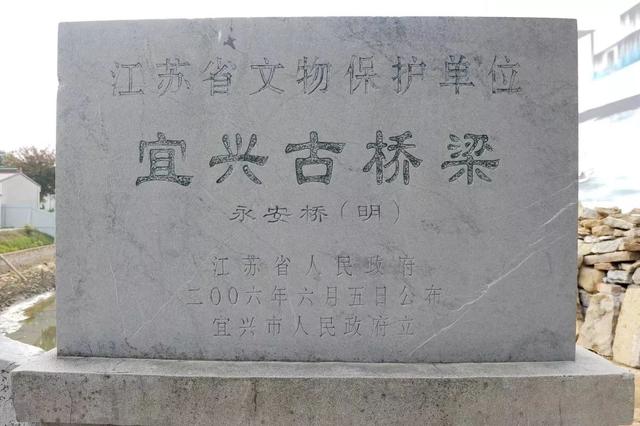 江苏省文物保护单位
宜兴古桥梁
永安桥（明）
江苏省人民政府
二〇〇六年六月五日公布
宜兴市人民政府立